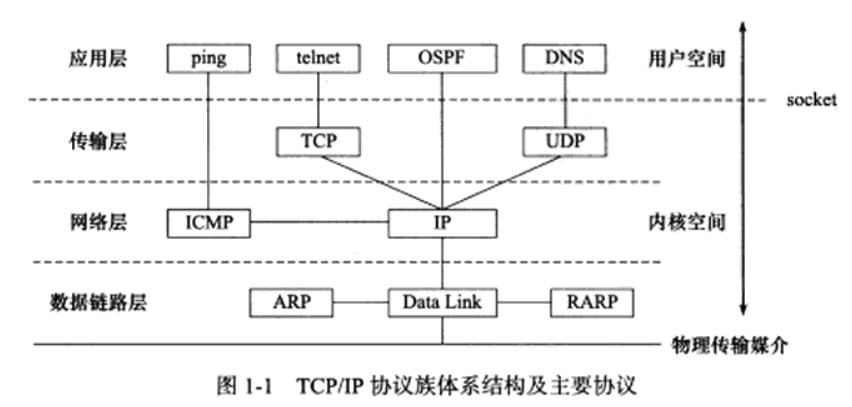 应用层 ping telnet OSPF DNS 用户空间
socket
传输层 TCP UDP
网络层 ICMP IP 内核空间
数据链路层 ARP Data Link RARP
物理传输媒介
图 1-1 TCP/IP 协议族体系结构及主要协议